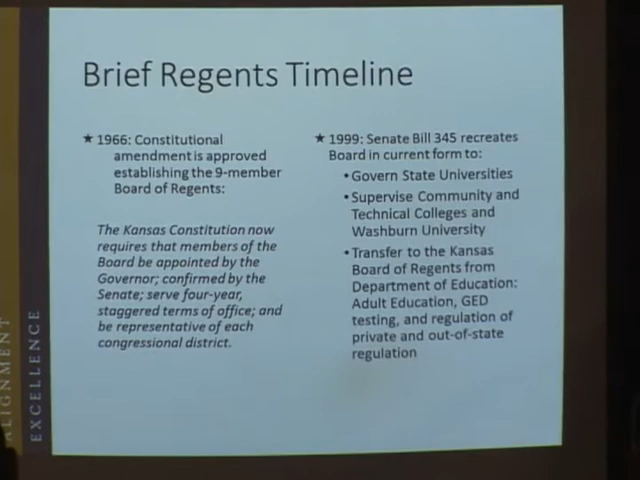 Brief Regents Timeline
★ 1966: Constitutional
amendment is approved
establishing the 9-member
Board of Regents:
The Kansas Constitution now
requires that members of the
Board be appointed by the
Governor; confirmed by the
Senate; serve four-year,
staggered terms of office; and
be representative of each
congressional district.
★ 1999: Senate Bill 345 recreates
Board in current form to:
• Govern State Universities
• Supervise Community and
Technical Colleges and
Washburn University
• Transfer to the Kansas
Board of Regents from
Department of Education:
Adult Education, GED
testing, and regulation of
private and out-of-state
regulation
ALIGNMENT
EXCELLENCE